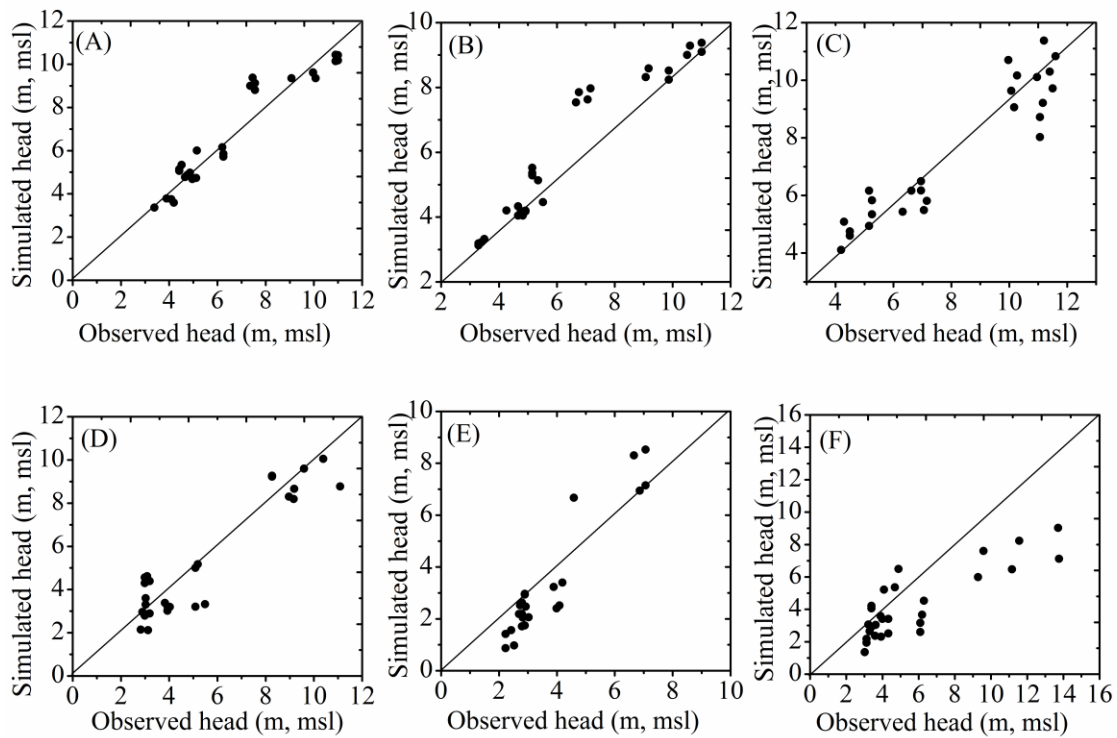 (A)
Simulated head (m, msl)
12
10
8
6
4
2
0
0 2 4 6 8 10 12
Observed head (m, msl)
(B)
Simulated head (m, msl)
10
8
6
4
2
2 4 6 8 10 12
Observed head (m, msl)
(C)
Simulated head (m, msl)
12
10
8
6
4
4 6 8 10 12
Observed head (m, msl)
(D)
Simulated head (m, msl)
12
10
8
6
4
2
0
0 2 4 6 8 10 12
Observed head (m, msl)
(E)
Simulated head (m, msl)
10
8
6
4
2
0
0 2 4 6 8 10
Observed head (m, msl)
(F)
Simulated head (m, msl)
16
14
12
10
8
6
4
2
0
0 2 4 6 8 10 12 14 16
Observed head (m, msl)